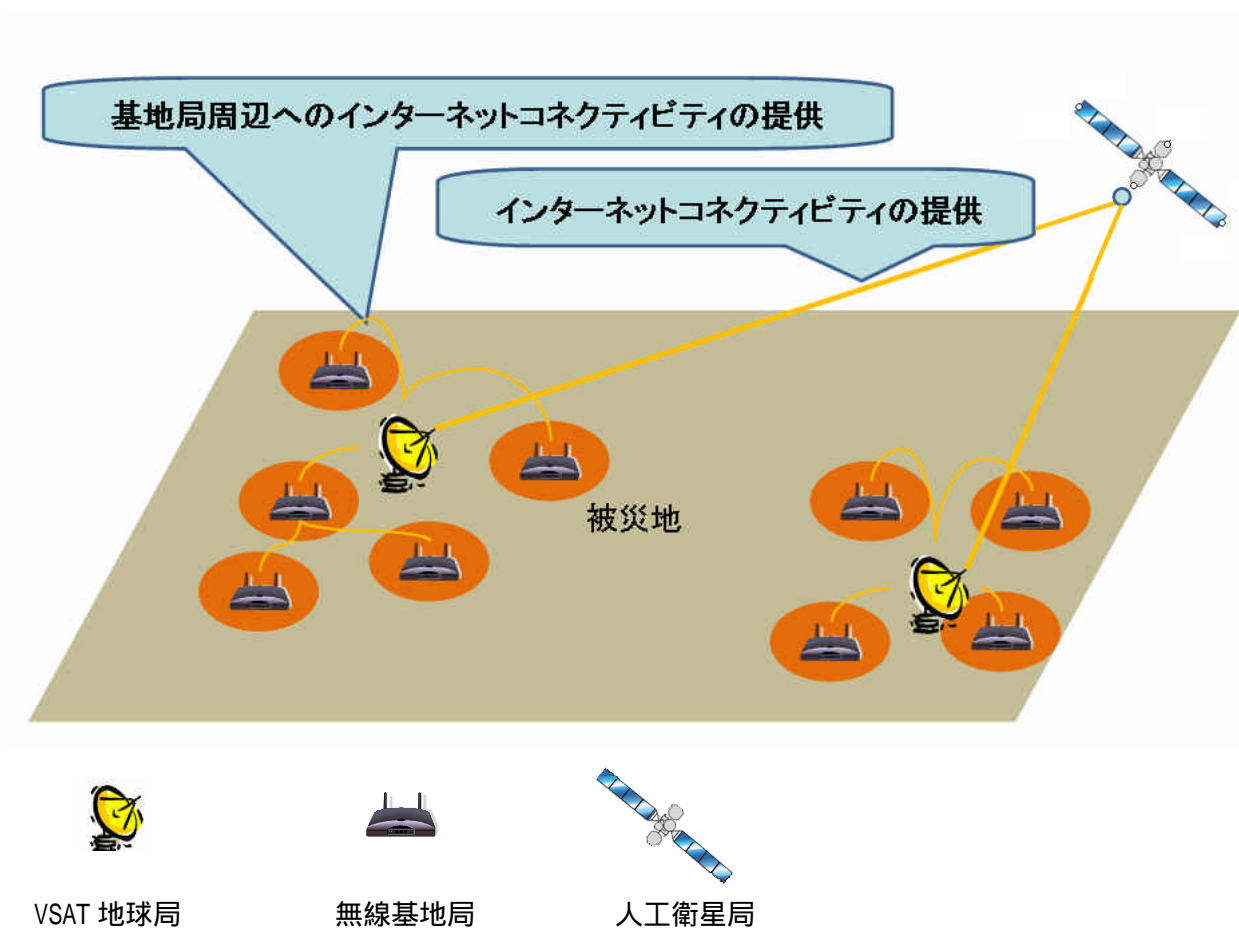 基地局周辺へのインターネットコネクティビティの提供
インターネットコネクティビティの提供
被災地
VSAT 地球局
無線基地局
人工衛星局